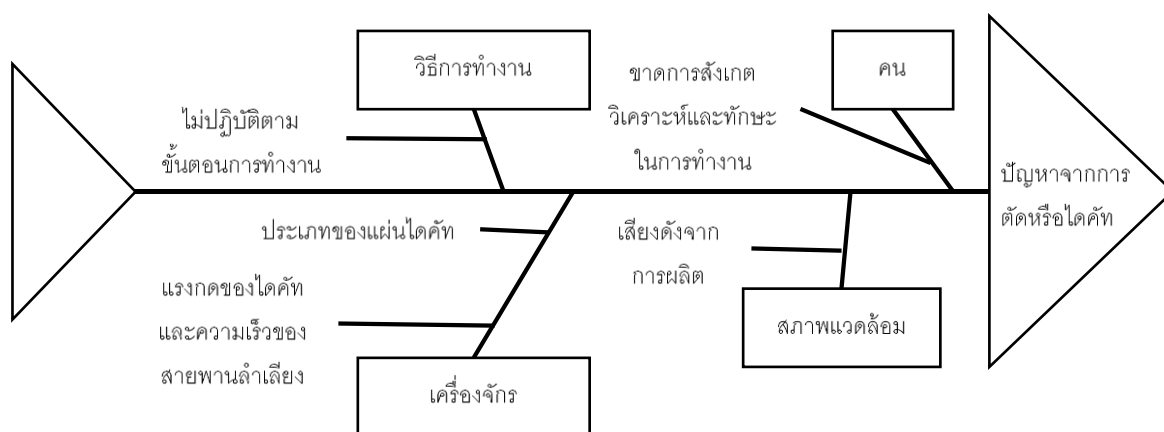 วิธีการทำงาน
ไม่ปฏิบัติตาม
ขั้นตอนการทำงาน
คน
ขาดการสังเกต
วิเคราะห์และทักษะ
ในการทำงาน
ปัญหาจากการ
ตัดหรือไดคัท
ประเภทของแผ่นไดคัท
แรงกดของไดคัท
และความเร็วของ
สายพานลำเลียง
เครื่องจักร
เสียงดังจาก
การผลิต
สภาพแวดล้อม